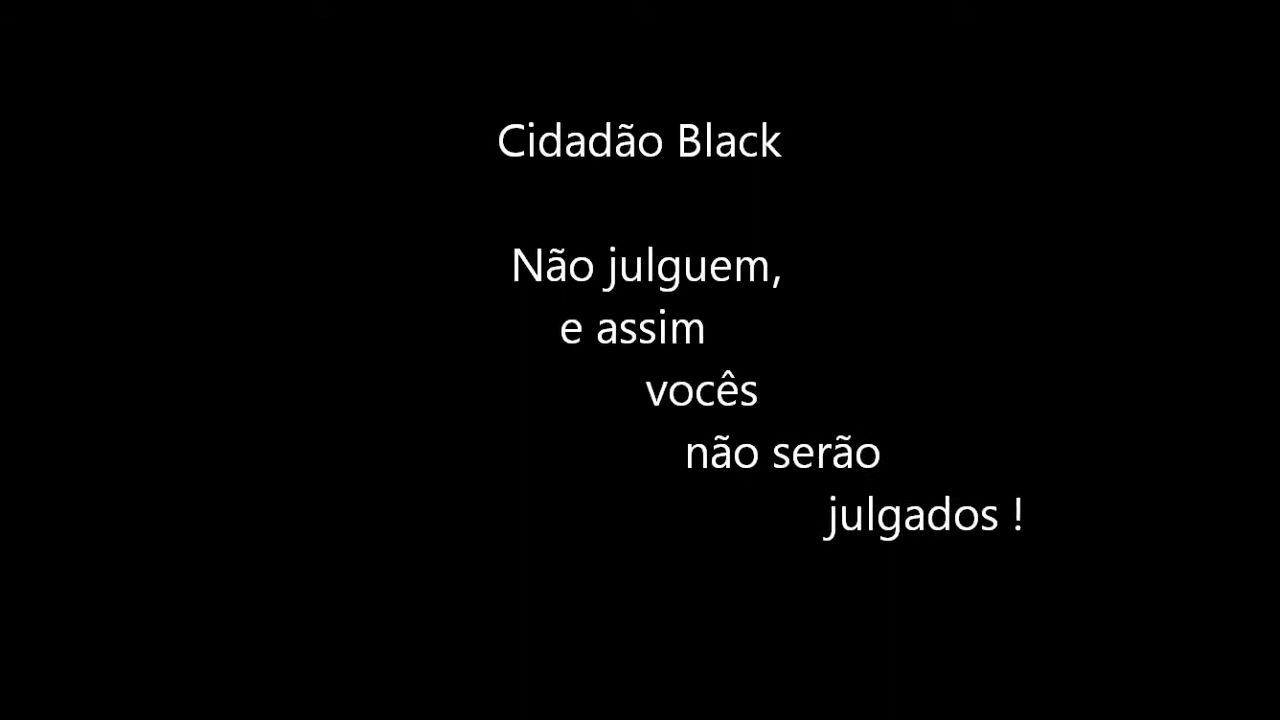 Cidadão Black
Não julguem,
e assim
vocês
não serão
julgados !